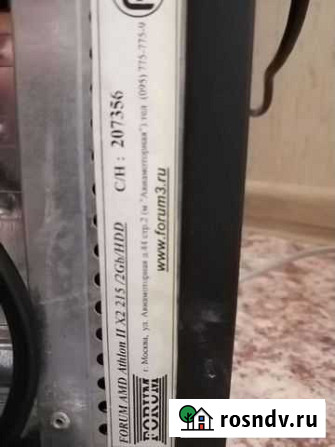 FORUM AMD Athlon II X2 215 /2Gb/HDD С/Н : 207356
FORUM
г. Москва, ул. Авиамоторная д.44 стр.2 (м "Авиамоторная") тел (095) 775-775-9
www.forum3.ru
rosndv.ru